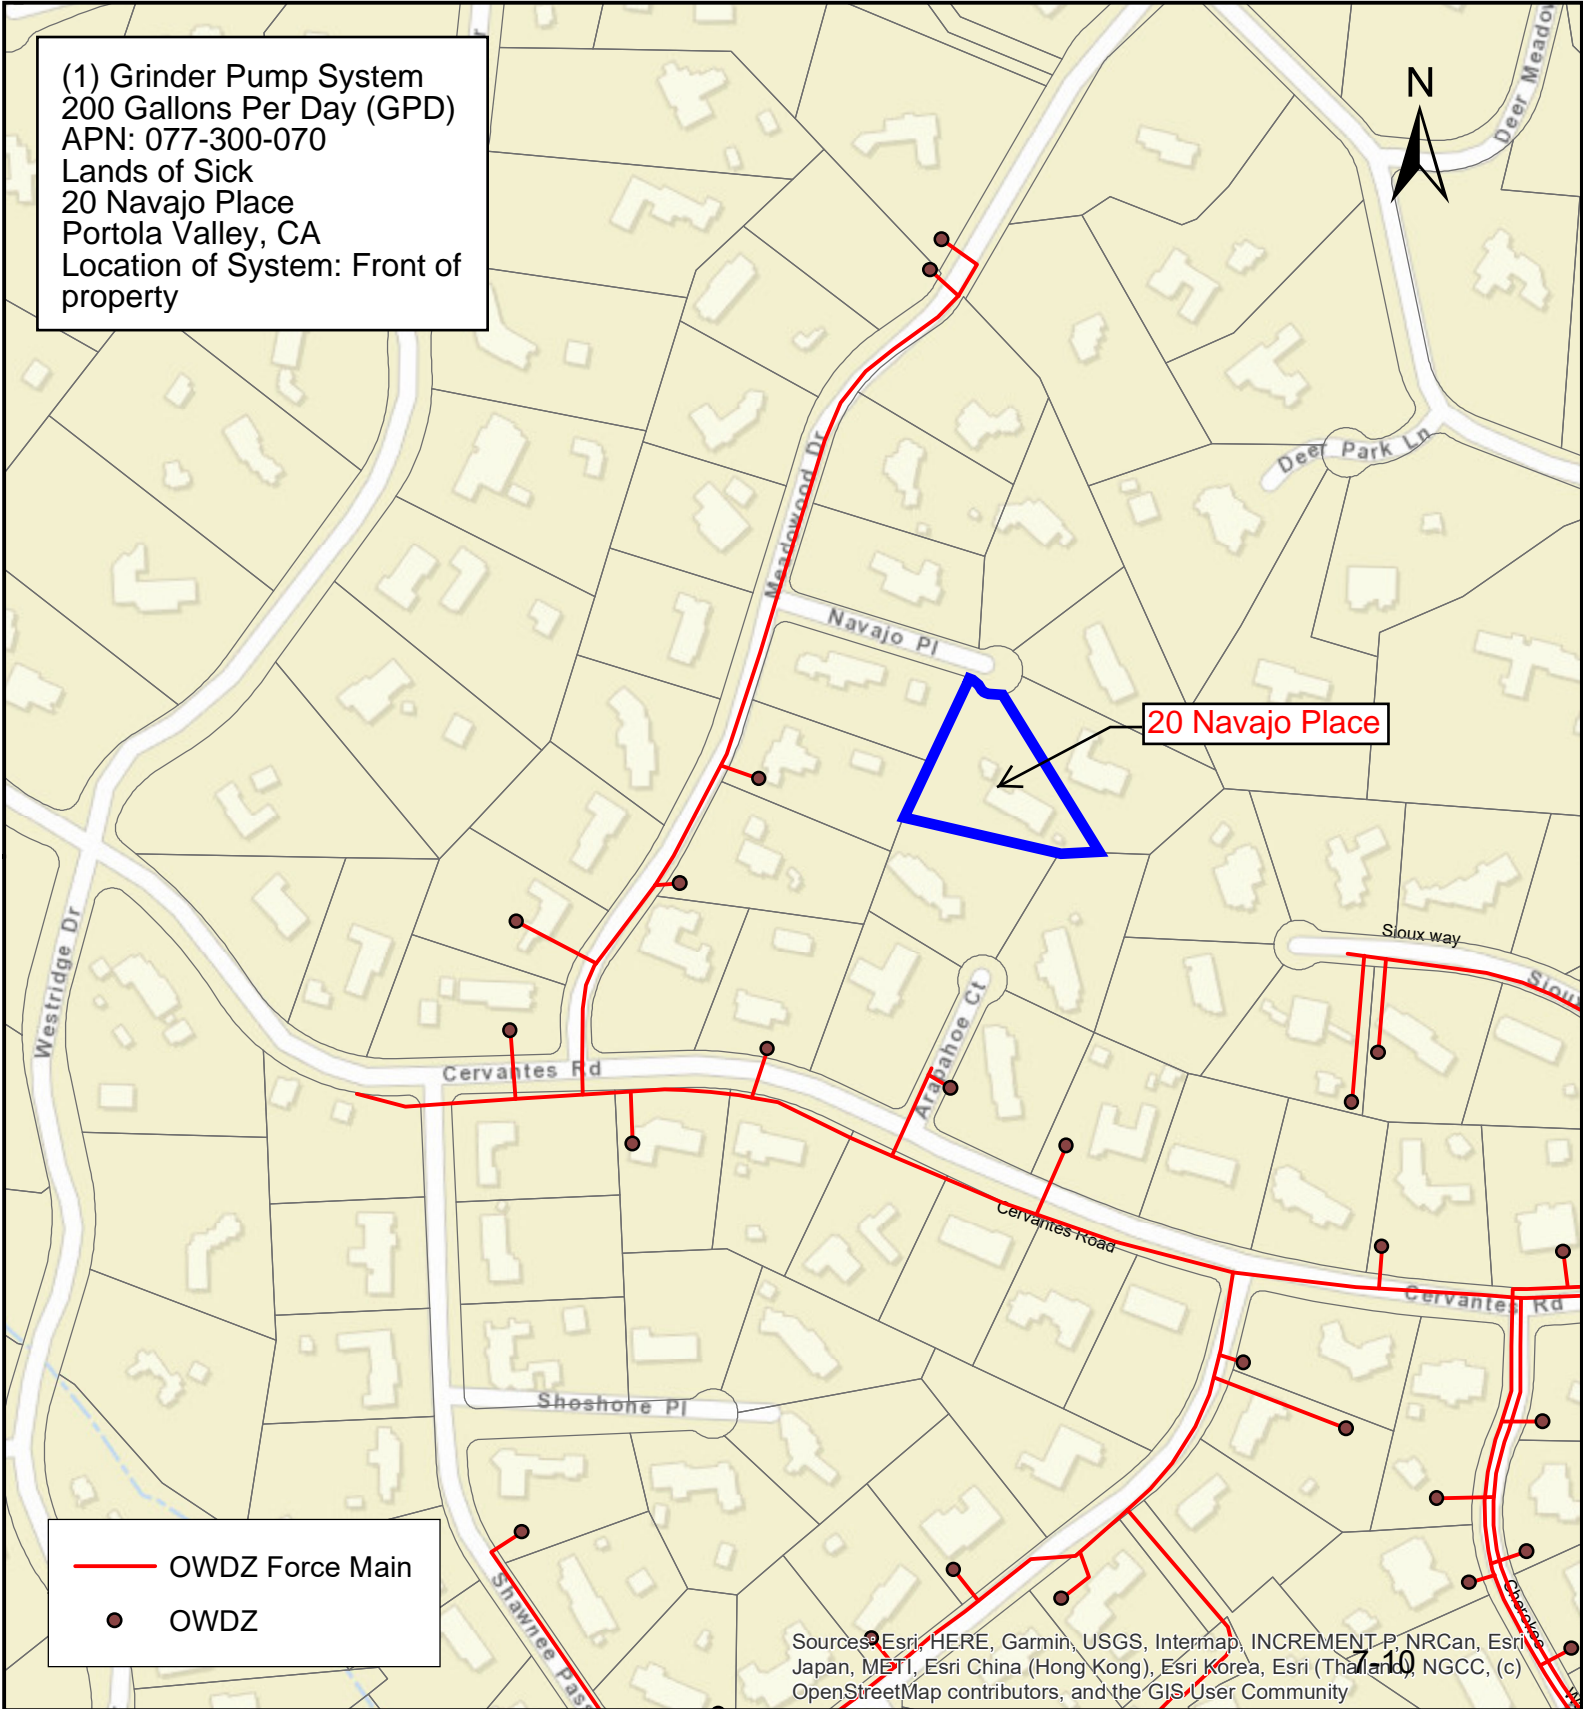 (1) Grinder Pump System
200 Gallons Per Day (GPD)
APN: 077-300-070
Lands of Sick
20 Navajo Place
Portola Valley, CA
Location of System: Front of
property
N
Deer Meadow
Deer Park Ln
Meadowood Dr
Navajo Pl
20 Navajo Place
Westridge Dr
Sioux way
Sioux
Arapahoe Ct
Cervantes Rd
Cervantes Road
Cervantes Rd
Shoshone Pl
Shawnee Pass
Cherokee
OWDZ Force Main
OWDZ
Sources: Esri, HERE, Garmin, USGS, Intermap, INCREMENT P, NRCan, Esri
Japan, METI, Esri China (Hong Kong), Esri Korea, Esri (Thailand), NGCC, (c)
OpenStreetMap contributors, and the GIS User Community
7-10